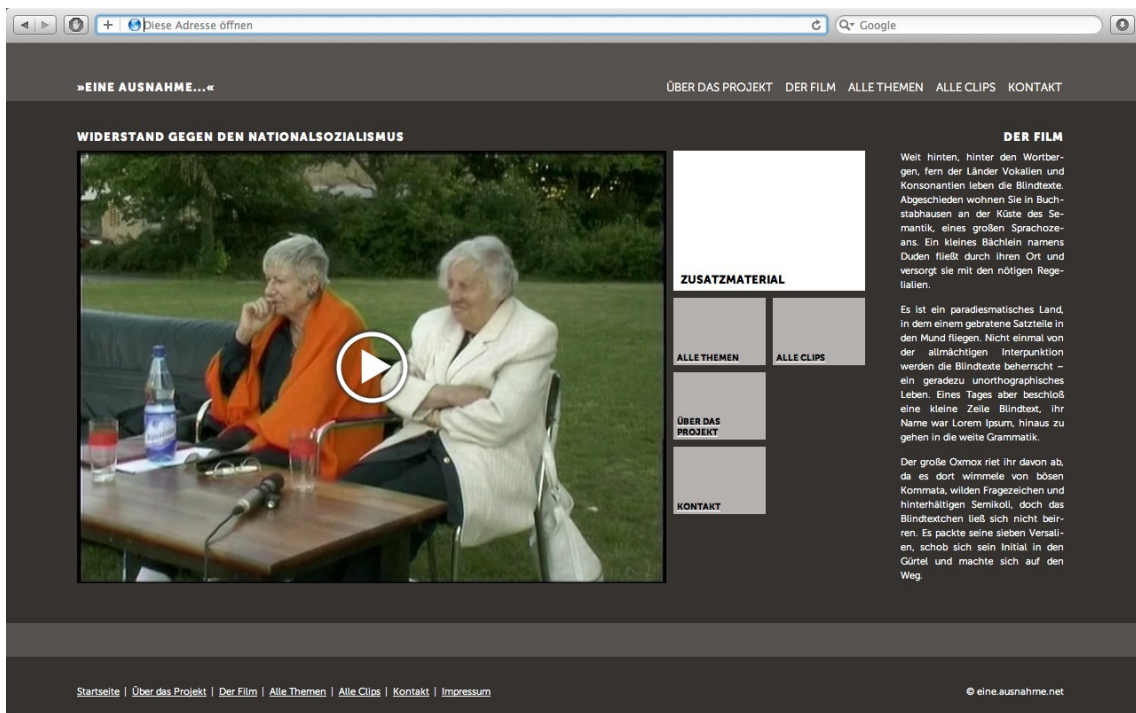 Diese Adresse öffnen
Google
»EINE AUSNAHME...«
ÜBER DAS PROJEKT DER FILM ALLE THEMEN ALLE CLIPS KONTAKT
WIDERSTAND GEGEN DEN NATIONALSOZIALISMUS
ZUSATZMATERIAL
ALLE THEMEN
ALLE CLIPS
ÜBER DAS
PROJEKT
KONTAKT
DER FILM
Weit hinten, hinter den Wortber-
gen, fern der Länder Vokalien und
Konsonantien leben die Blindtexte.
Abgeschieden wohnen Sie in Buch-
stabhausen an der Küste des Se-
mantik, eines großen Sprachoze-
ans. Ein kleines Bächlein namens
Duden fließt durch ihren Ort und
versorgt sie mit den nötigen Rege-
lialien.
Es ist ein paradiesmatisches Land,
in dem einem gebratene Satzteile in
den Mund fliegen. Nicht einmal von
der allmächtigen Interpunktion
werden die Blindtexte beherrscht –
ein geradezu unorthographisches
Leben. Eines Tages aber beschloß
eine kleine Zeile Blindtext, ihr
Name war Lorem Ipsum, hinaus zu
gehen in die weite Grammatik.
Der große Oxmox riet ihr davon ab,
da es dort wimmele von bösen
Kommata, wilden Fragezeichen und
hinterhältigen Semikoli, doch das
Blindtextchen ließ sich nicht beir-
ren. Es packte seine sieben Versali-
en, schob sich sein Initial in den
Gürtel und machte sich auf den
Weg.
Startseite | Über das Projekt | Der Film | Alle Themen | Alle Clips | Kontakt | Impressum
© eine.ausnahme.net